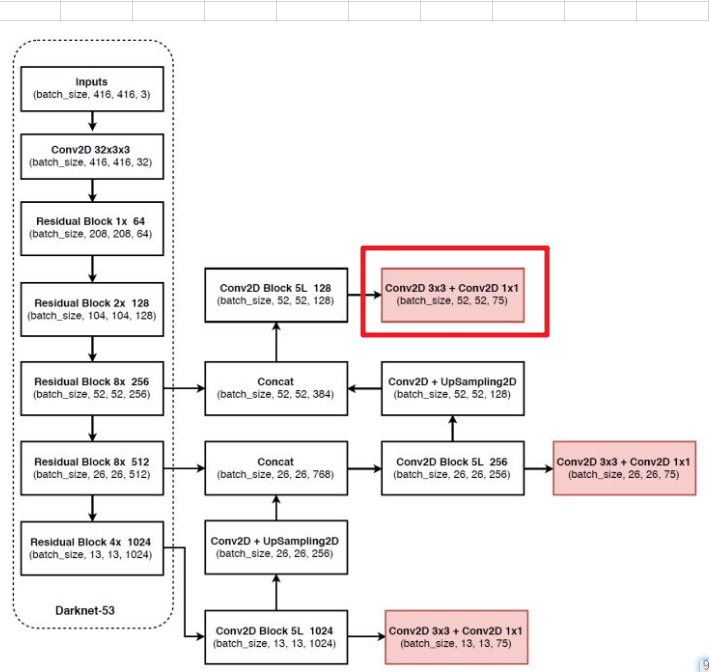 Inputs
(batch_size, 416, 416, 3)
Conv2D 32x3x3
(batch_size, 416, 416, 32)
Residual Block 1x 64
(batch_size, 208, 208, 64)
Residual Block 2x 128
(batch_size, 104, 104, 128)
Residual Block 8x 256
(batch_size, 52, 52, 256)
Residual Block 8x 512
(batch_size, 26, 26, 512)
Residual Block 4x 1024
(batch_size, 13, 13, 1024)
Darknet-53
Conv2D Block 5L 128
(batch_size, 52, 52, 128)
Conv2D 3x3 + Conv2D 1x1
(batch_size, 52, 52, 75)
Concat
(batch_size, 52, 52, 384)
Conv2D + UpSampling2D
(batch_size, 52, 52, 128)
Concat
(batch_size, 26, 26, 768)
Conv2D Block 5L 256
(batch_size, 26, 26, 256)
Conv2D 3x3 + Conv2D 1x1
(batch_size, 26, 26, 75)
Conv2D + UpSampling2D
(batch_size, 26, 26, 256)
Conv2D Block 5L 1024
(batch_size, 13, 13, 1024)
Conv2D 3x3 + Conv2D 1x1
(batch_size, 13, 13, 75)